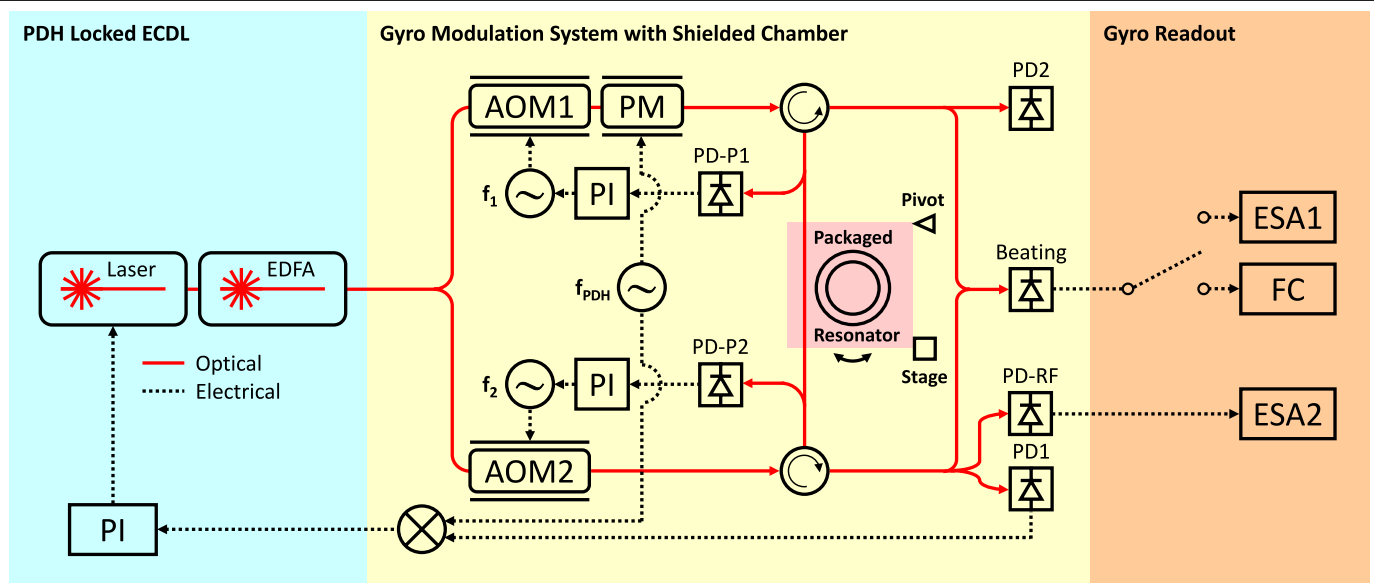 PDH Locked ECDL
Gyro Modulation System with Shielded Chamber
Gyro Readout
PD2
AOM1
PM
PD-P1
f₁
PI
Pivot
Packaged
Resonator
Stage
Laser
EDFA
fPDH
Beating
ESA1
FC
Optical
Electrical
PD-P2
f₂
PI
PD-RF
ESA2
PD1
AOM2
PI